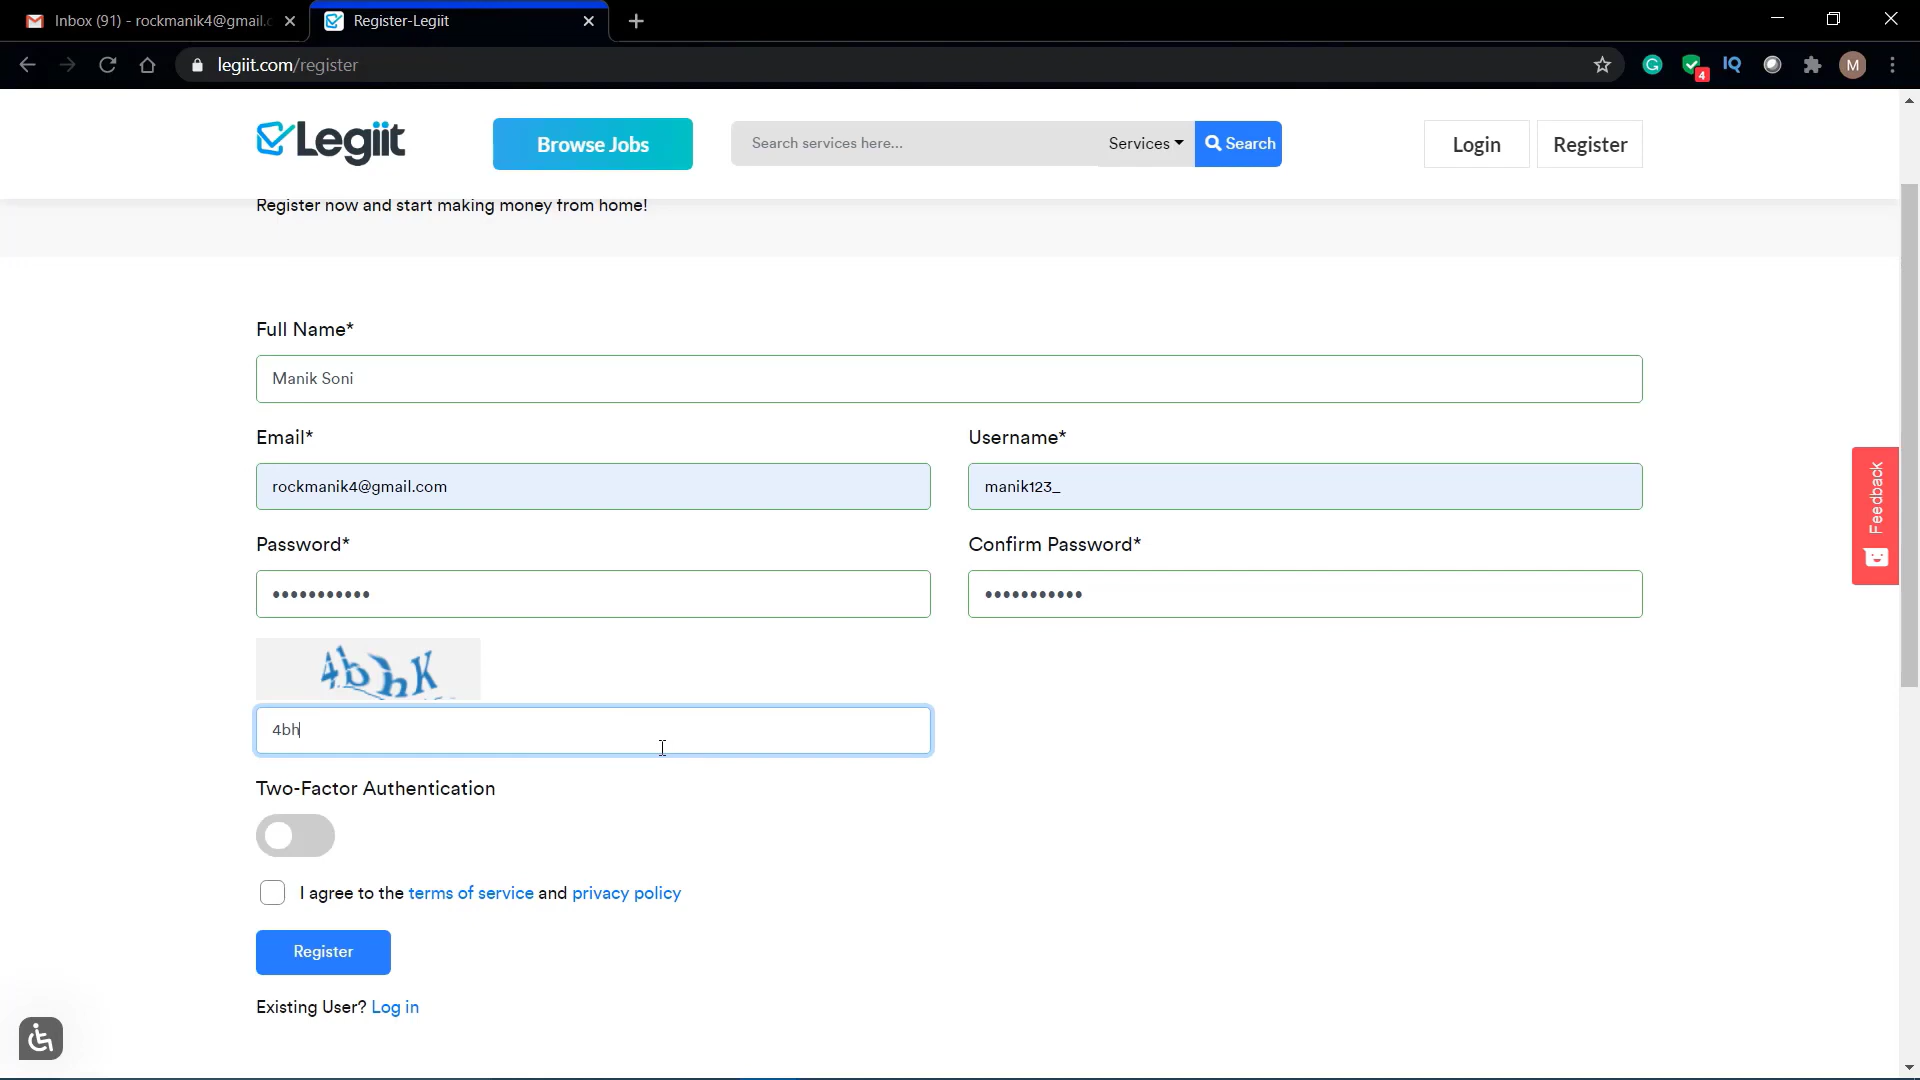 Inbox (91) - rockmanik4@gmail.c
Register-Legiit
legiit.com/register
4
IQ
M
Legiit
Browse Jobs
Search services here...
Services
Search
Login
Register
Register now and start making money from home!
Full Name*
Manik Soni
Email*
Username*
rockmanik4@gmail.com
manik123_
Password*
Confirm Password*
•••••••••••
•••••••••••
4bhK
4bh
Two-Factor Authentication
I agree to the terms of service and privacy policy
Register
Existing User? Log in
Feedback